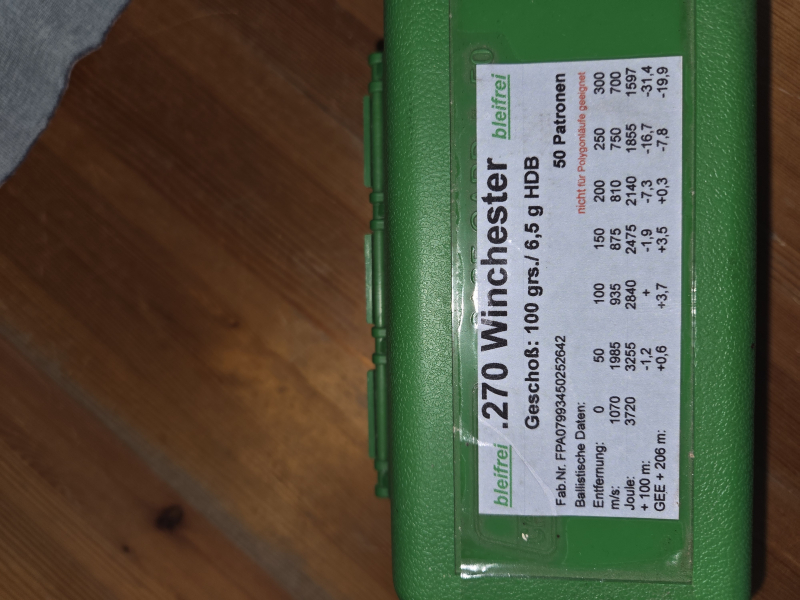 bleifrei .270 Winchester bleifrei
Geschoß: 100 grs./ 6,5 g HDB
Fab.Nr. FPA07993450252642 50 Patronen
Ballistische Daten: nicht für Polygonläufe geeignet
Entfernung: 0 50 100 150 200 250 300
m/s: 1070 1985 935 875 810 750 700
Joule: 3720 3255 2840 2475 2140 1855 1597
+ 100 m: -1,2 + -1,9 -7,3 -16,7 -31,4
GEE + 206 m: +0,6 +3,7 +3,5 +0,3 -7,8 -19,9